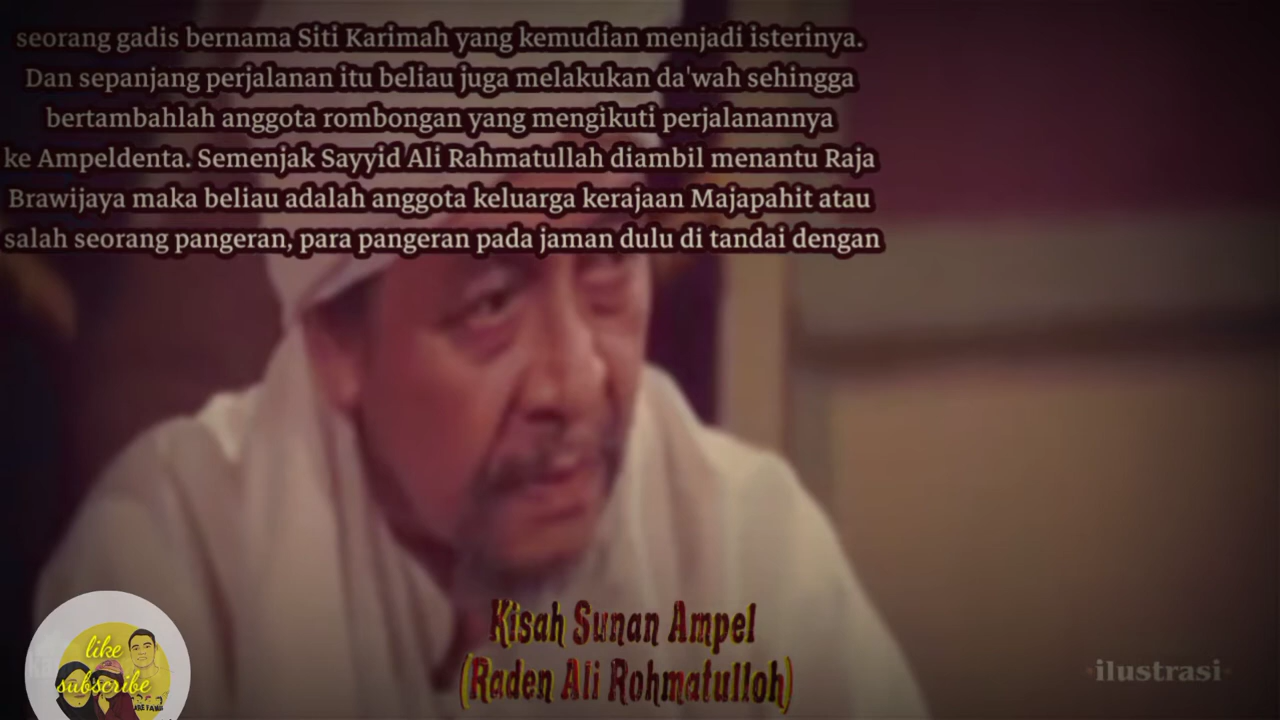 seorang gadis bernama Siti Karimah yang kemudian menjadi isterinya.
Dan sepanjang perjalanan itu beliau juga melakukan da'wah sehingga
bertambahlah anggota rombongan yang mengikuti perjalanannya
ke Ampeldenta. Semenjak Sayyid Ali Rahmatullah diambil menantu Raja
Brawijaya maka beliau adalah anggota keluarga kerajaan Majapahit atau
salah seorang pangeran, para pangeran pada jaman dulu di tandai dengan
Kisah Sunan Ampel
(Raden Ali Rohmatulloh)
like
subscribe
·ilustrasi·